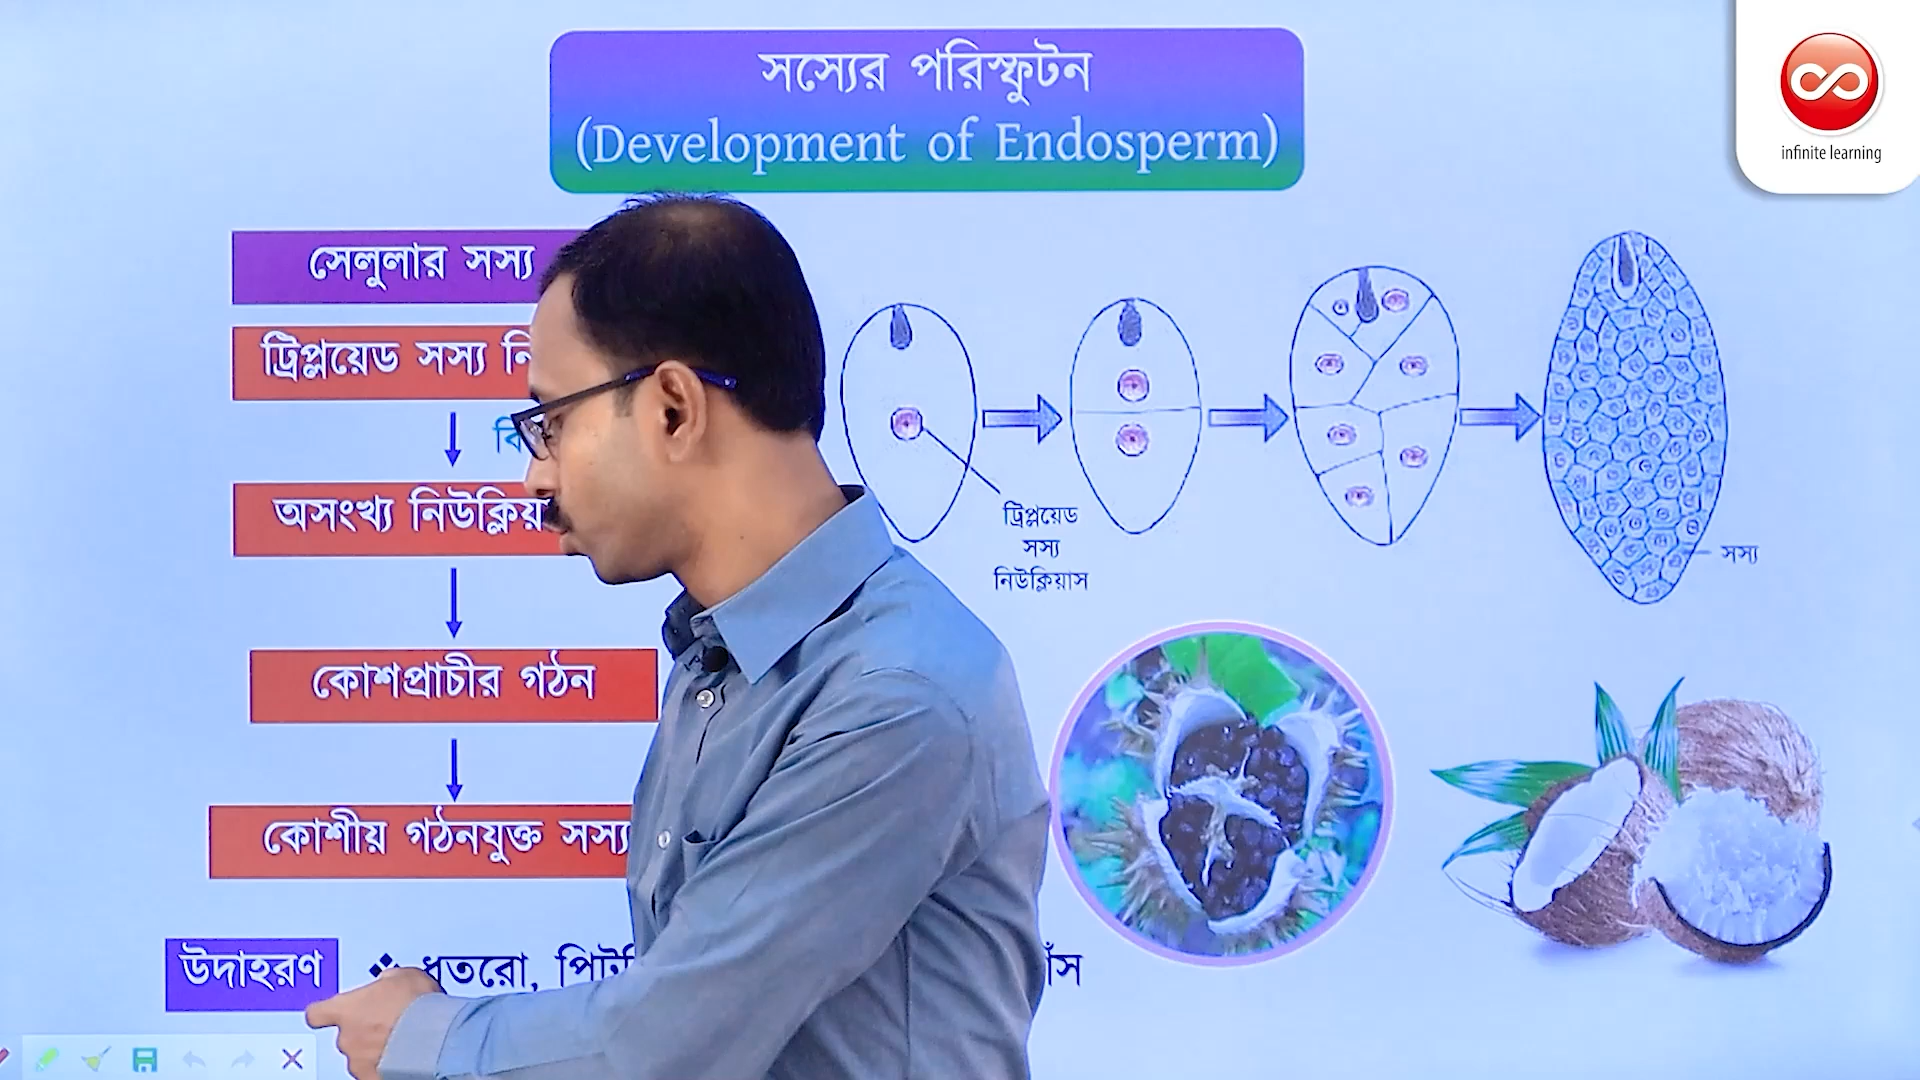 সস্যের পরিস্ফুটন
(Development of Endosperm)
infinite learning
সেলুলার সস্য
ট্রিপ্লয়েড সস্য
অসংখ্য
কোশপ্রাচীর গঠন
কোশীয় গঠনযুক্ত সস্য
ট্রিপ্লয়েড
সস্য
নিউক্লিয়াস
সস্য
উদাহরণ
ধুতরো,